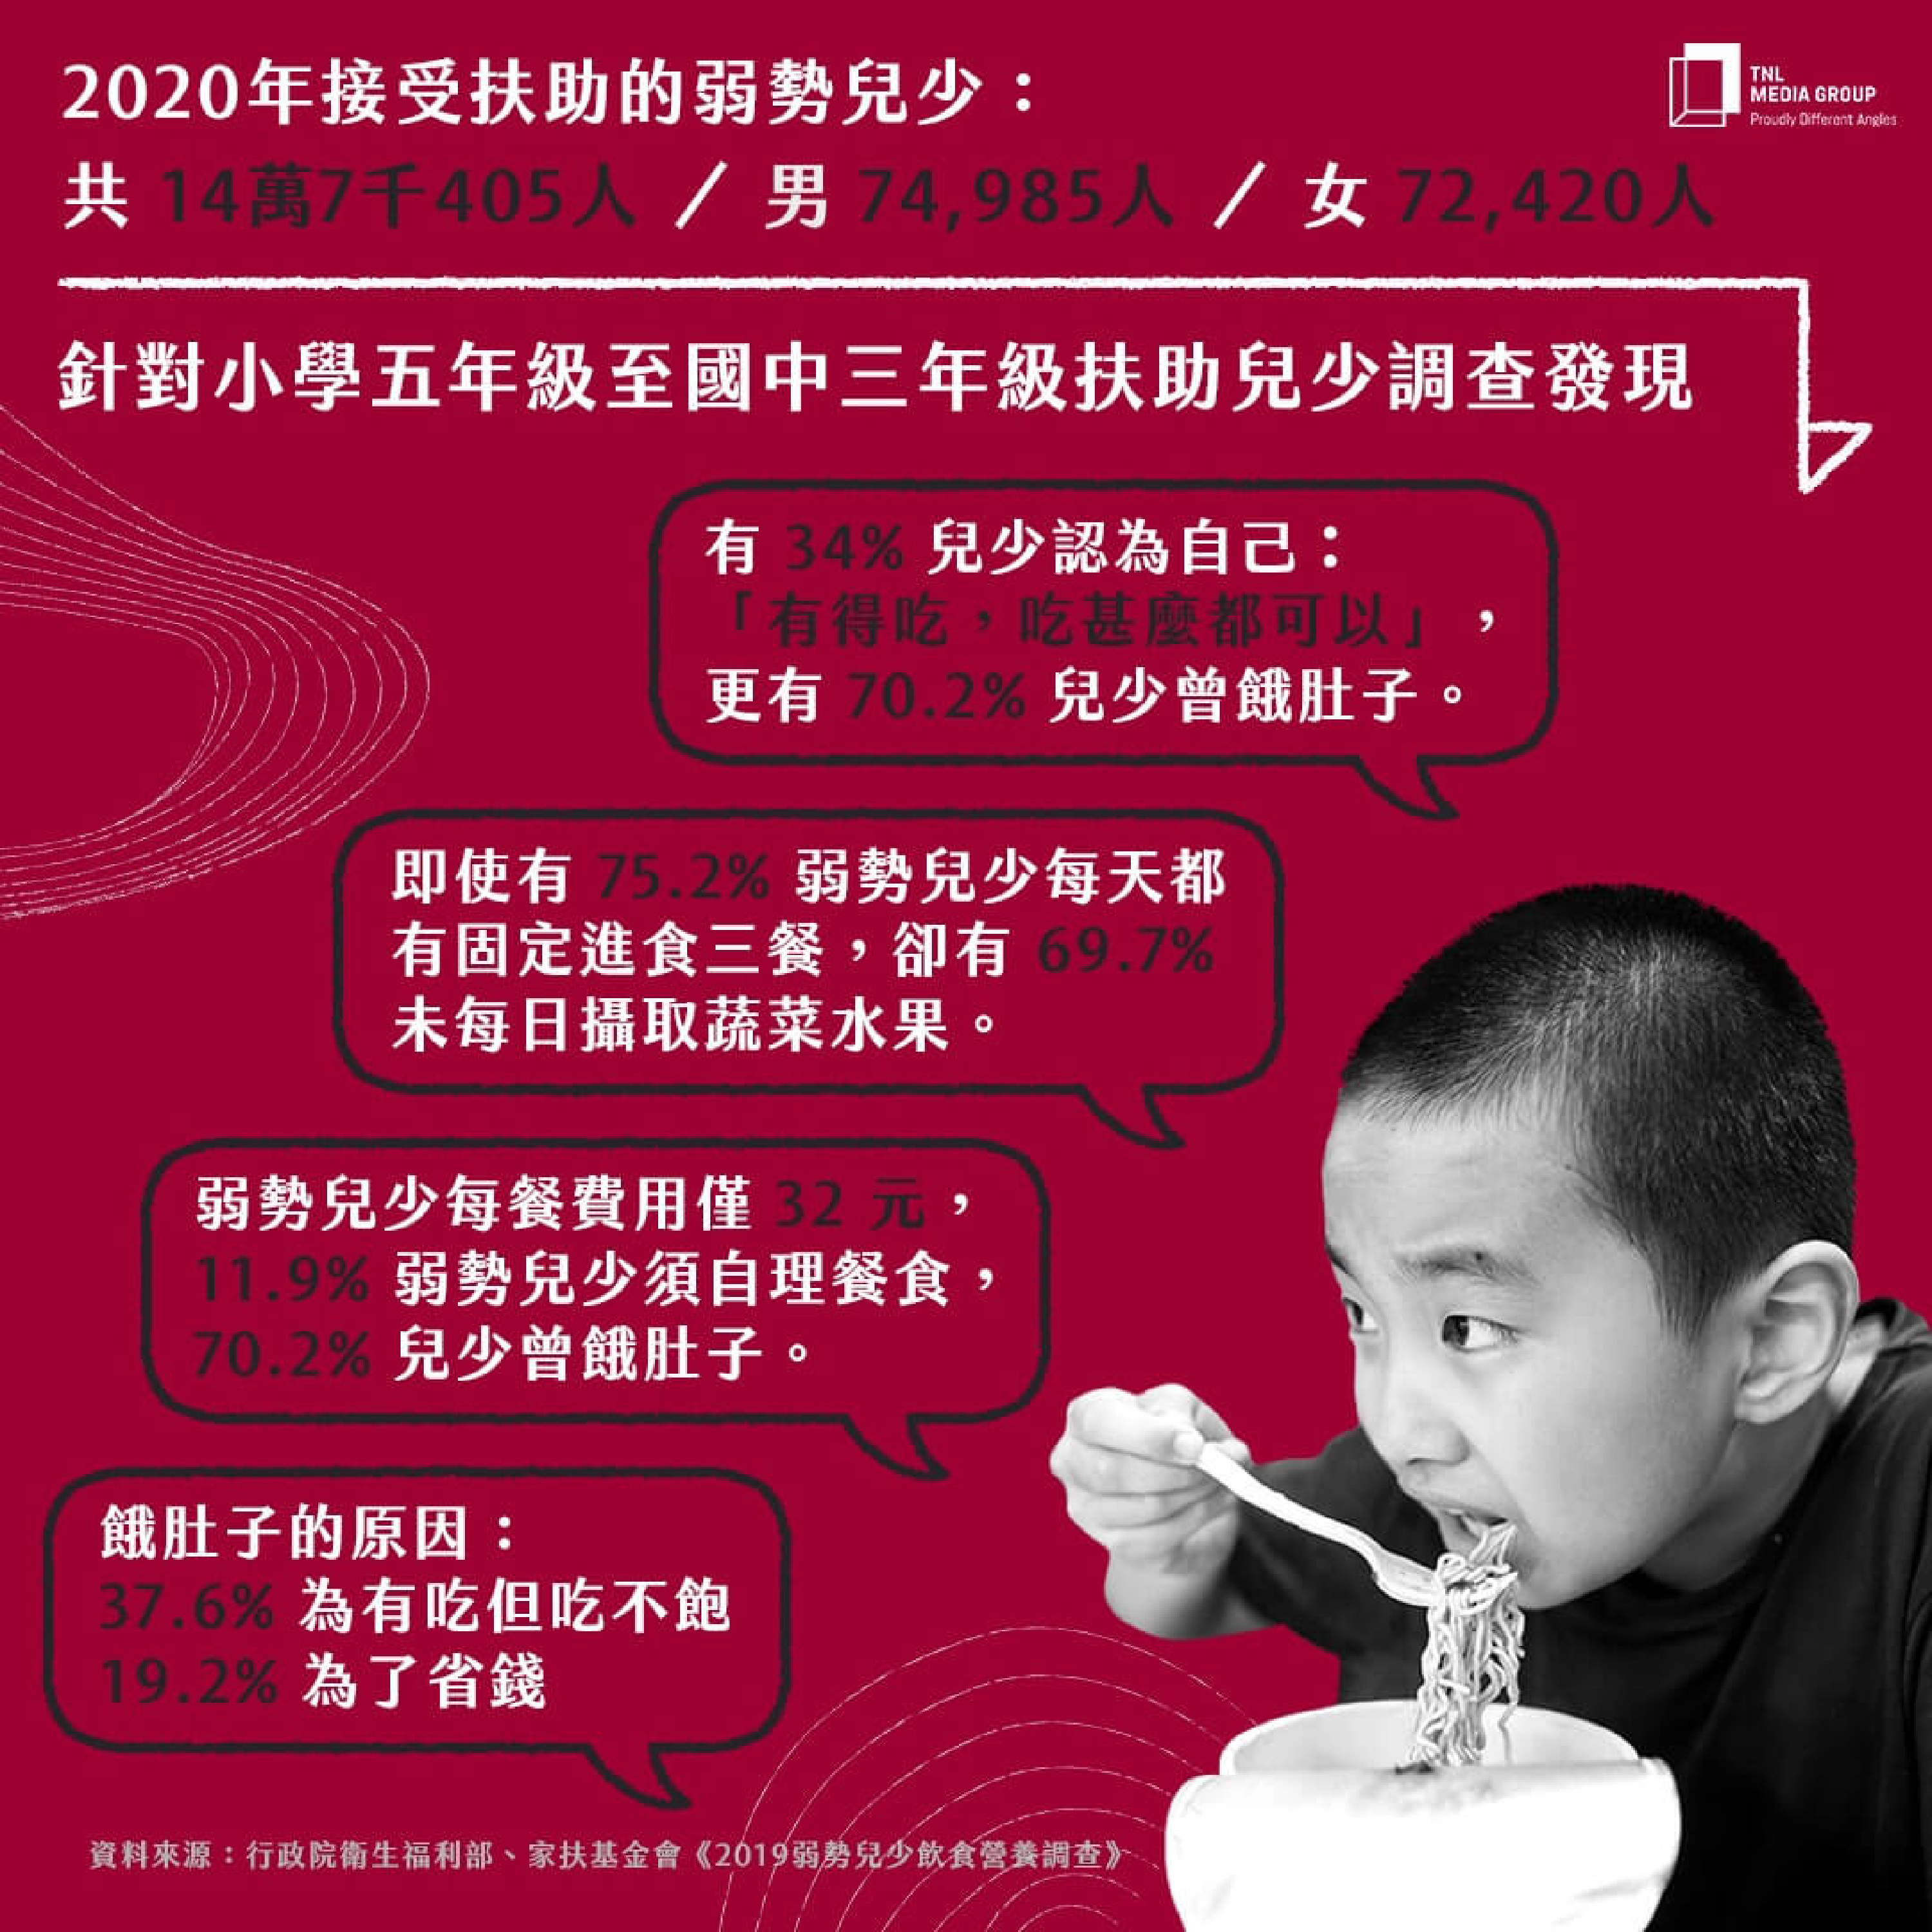 2020年接受扶助的弱勢兒少：
TNL
MEDIA GROUP
Proudly Different Angles
共 14萬7千405人 / 男 74,985人 / 女 72,420人
針對小學五年級至國中三年級扶助兒少調查發現
有 34% 兒少認為自己：
「有得吃，吃甚麼都可以」，
更有 70.2% 兒少曾餓肚子。
即使有 75.2% 弱勢兒少每天都
有固定進食三餐，卻有 69.7%
未每日攝取蔬菜水果。
弱勢兒少每餐費用僅 32 元，
11.9% 弱勢兒少須自理餐食，
70.2% 兒少曾餓肚子。
餓肚子的原因：
37.6% 為有吃但吃不飽
19.2% 為了省錢
資料來源：行政院衛生福利部、家扶基金會《2019弱勢兒少飲食營養調查》